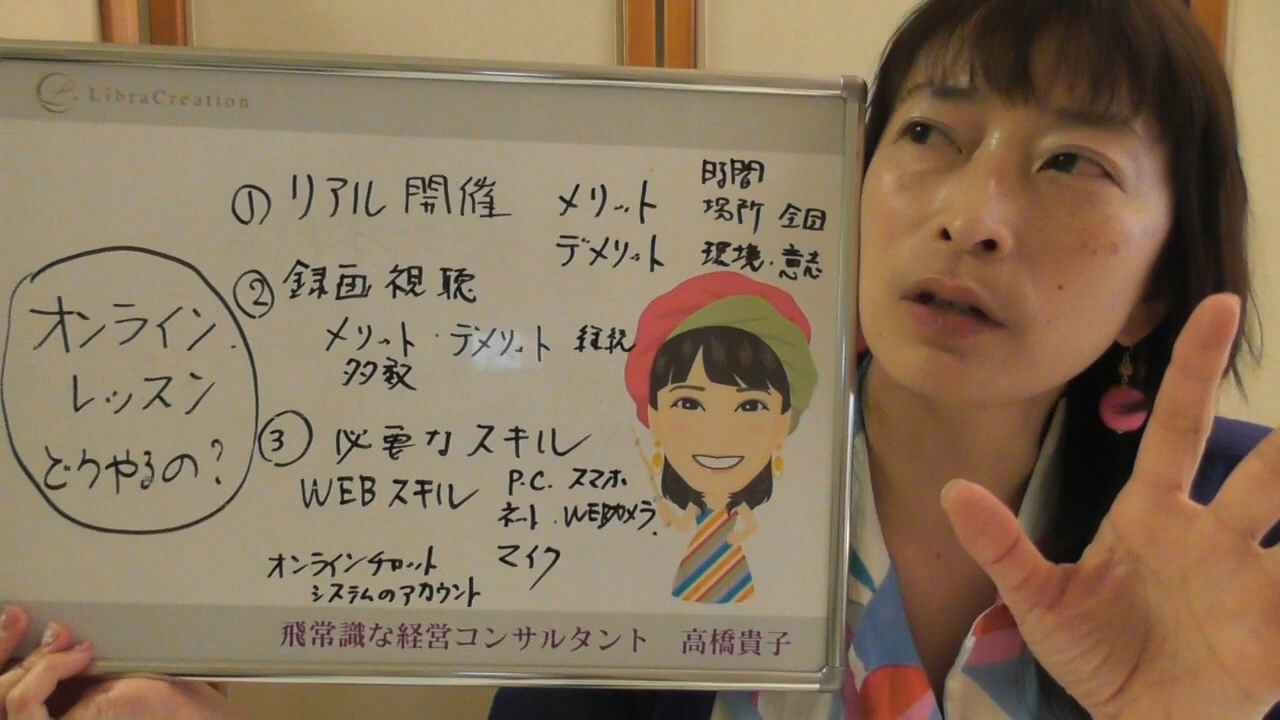 LibraCreation
オンライン
レッスン
どうやるの?
のリアル開催 メリット 時間
場所 全国
デメリット 環境・意志
② 録画視聴
メリット・デメリット 継続
多数
③ 必要なスキル
WEBスキル P.C. スマホ
ネット・WEBカメラ
マイク
オンラインチャット
システムのアカウント
飛常識な経営コンサルタント 高橋貴子